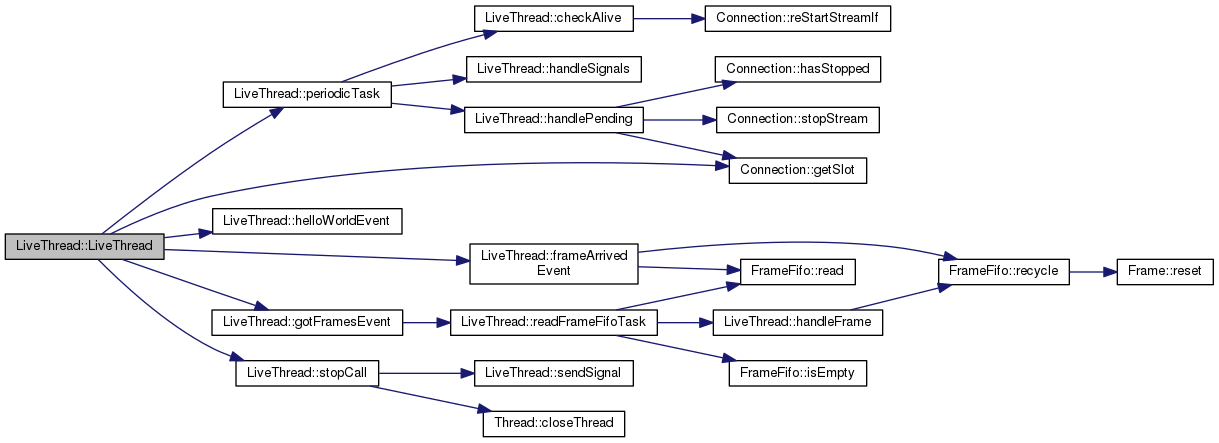 LiveThread::checkAlive
Connection::reStartStreamIf
LiveThread::handleSignals
Connection::hasStopped
LiveThread::periodicTask
LiveThread::handlePending
Connection::stopStream
Connection::getSlot
LiveThread::helloWorldEvent
LiveThread::LiveThread
LiveThread::frameArrived
Event
FrameFifo::read
FrameFifo::recycle
Frame::reset
LiveThread::gotFramesEvent
LiveThread::readFrameFifoTask
LiveThread::handleFrame
LiveThread::stopCall
LiveThread::sendSignal
FrameFifo::isEmpty
Thread::closeThread